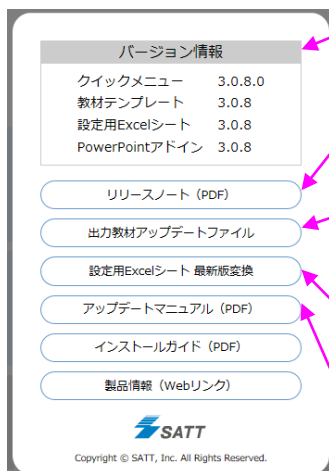 バージョン情報
クイックメニュー 3.0.8.0
教材テンプレート 3.0.8
設定用Excelシート 3.0.8
PowerPointアドイン 3.0.8
リリースノート（PDF）
出力教材アップデートファイル
設定用Excelシート 最新版変換
アップデートマニュアル（PDF）
インストールガイド（PDF）
製品情報（Webリンク）
SATT
Copyright © SATT, Inc. All Rights Reserved.